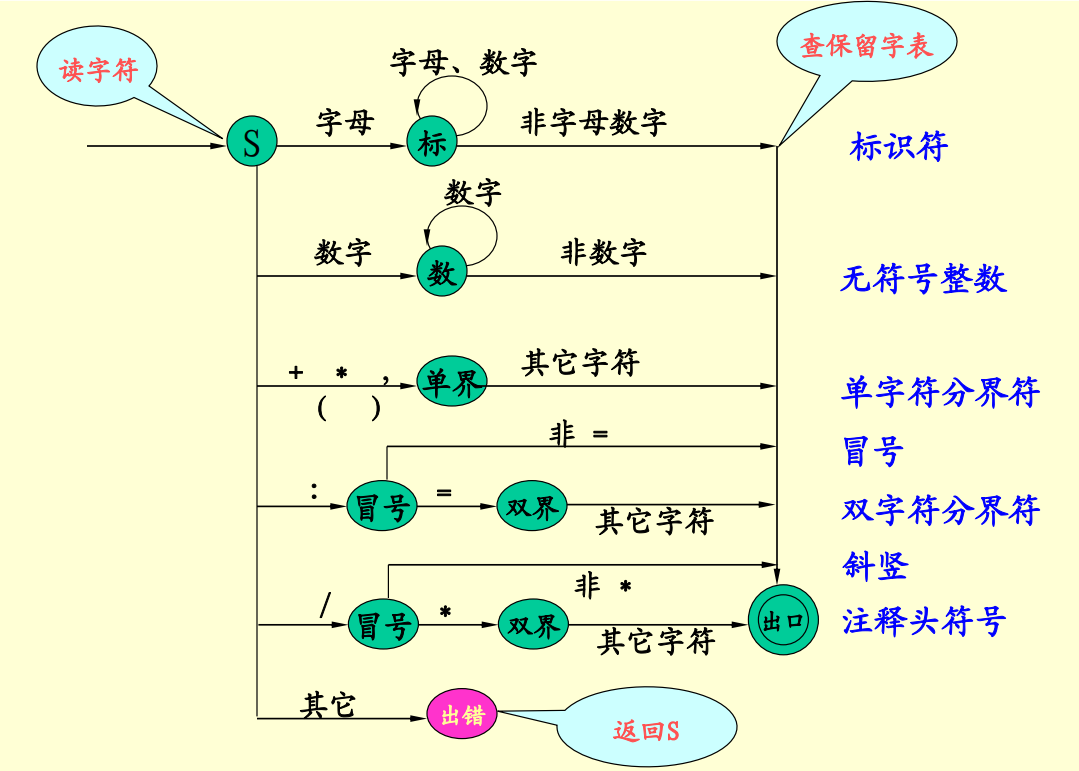 读字符
查保留字表
字母、数字
S
字母
标
非字母数字
标识符
数字
数字
数
非数字
无符号整数
+ * ,
( )
单界
其它字符
单字符分界符
非 =
冒号
:
冒号
=
双界
其它字符
双字符分界符
斜竖
非 *
/
冒号
*
双界
其它字符
出口
注释头符号
其它
出错
返回S